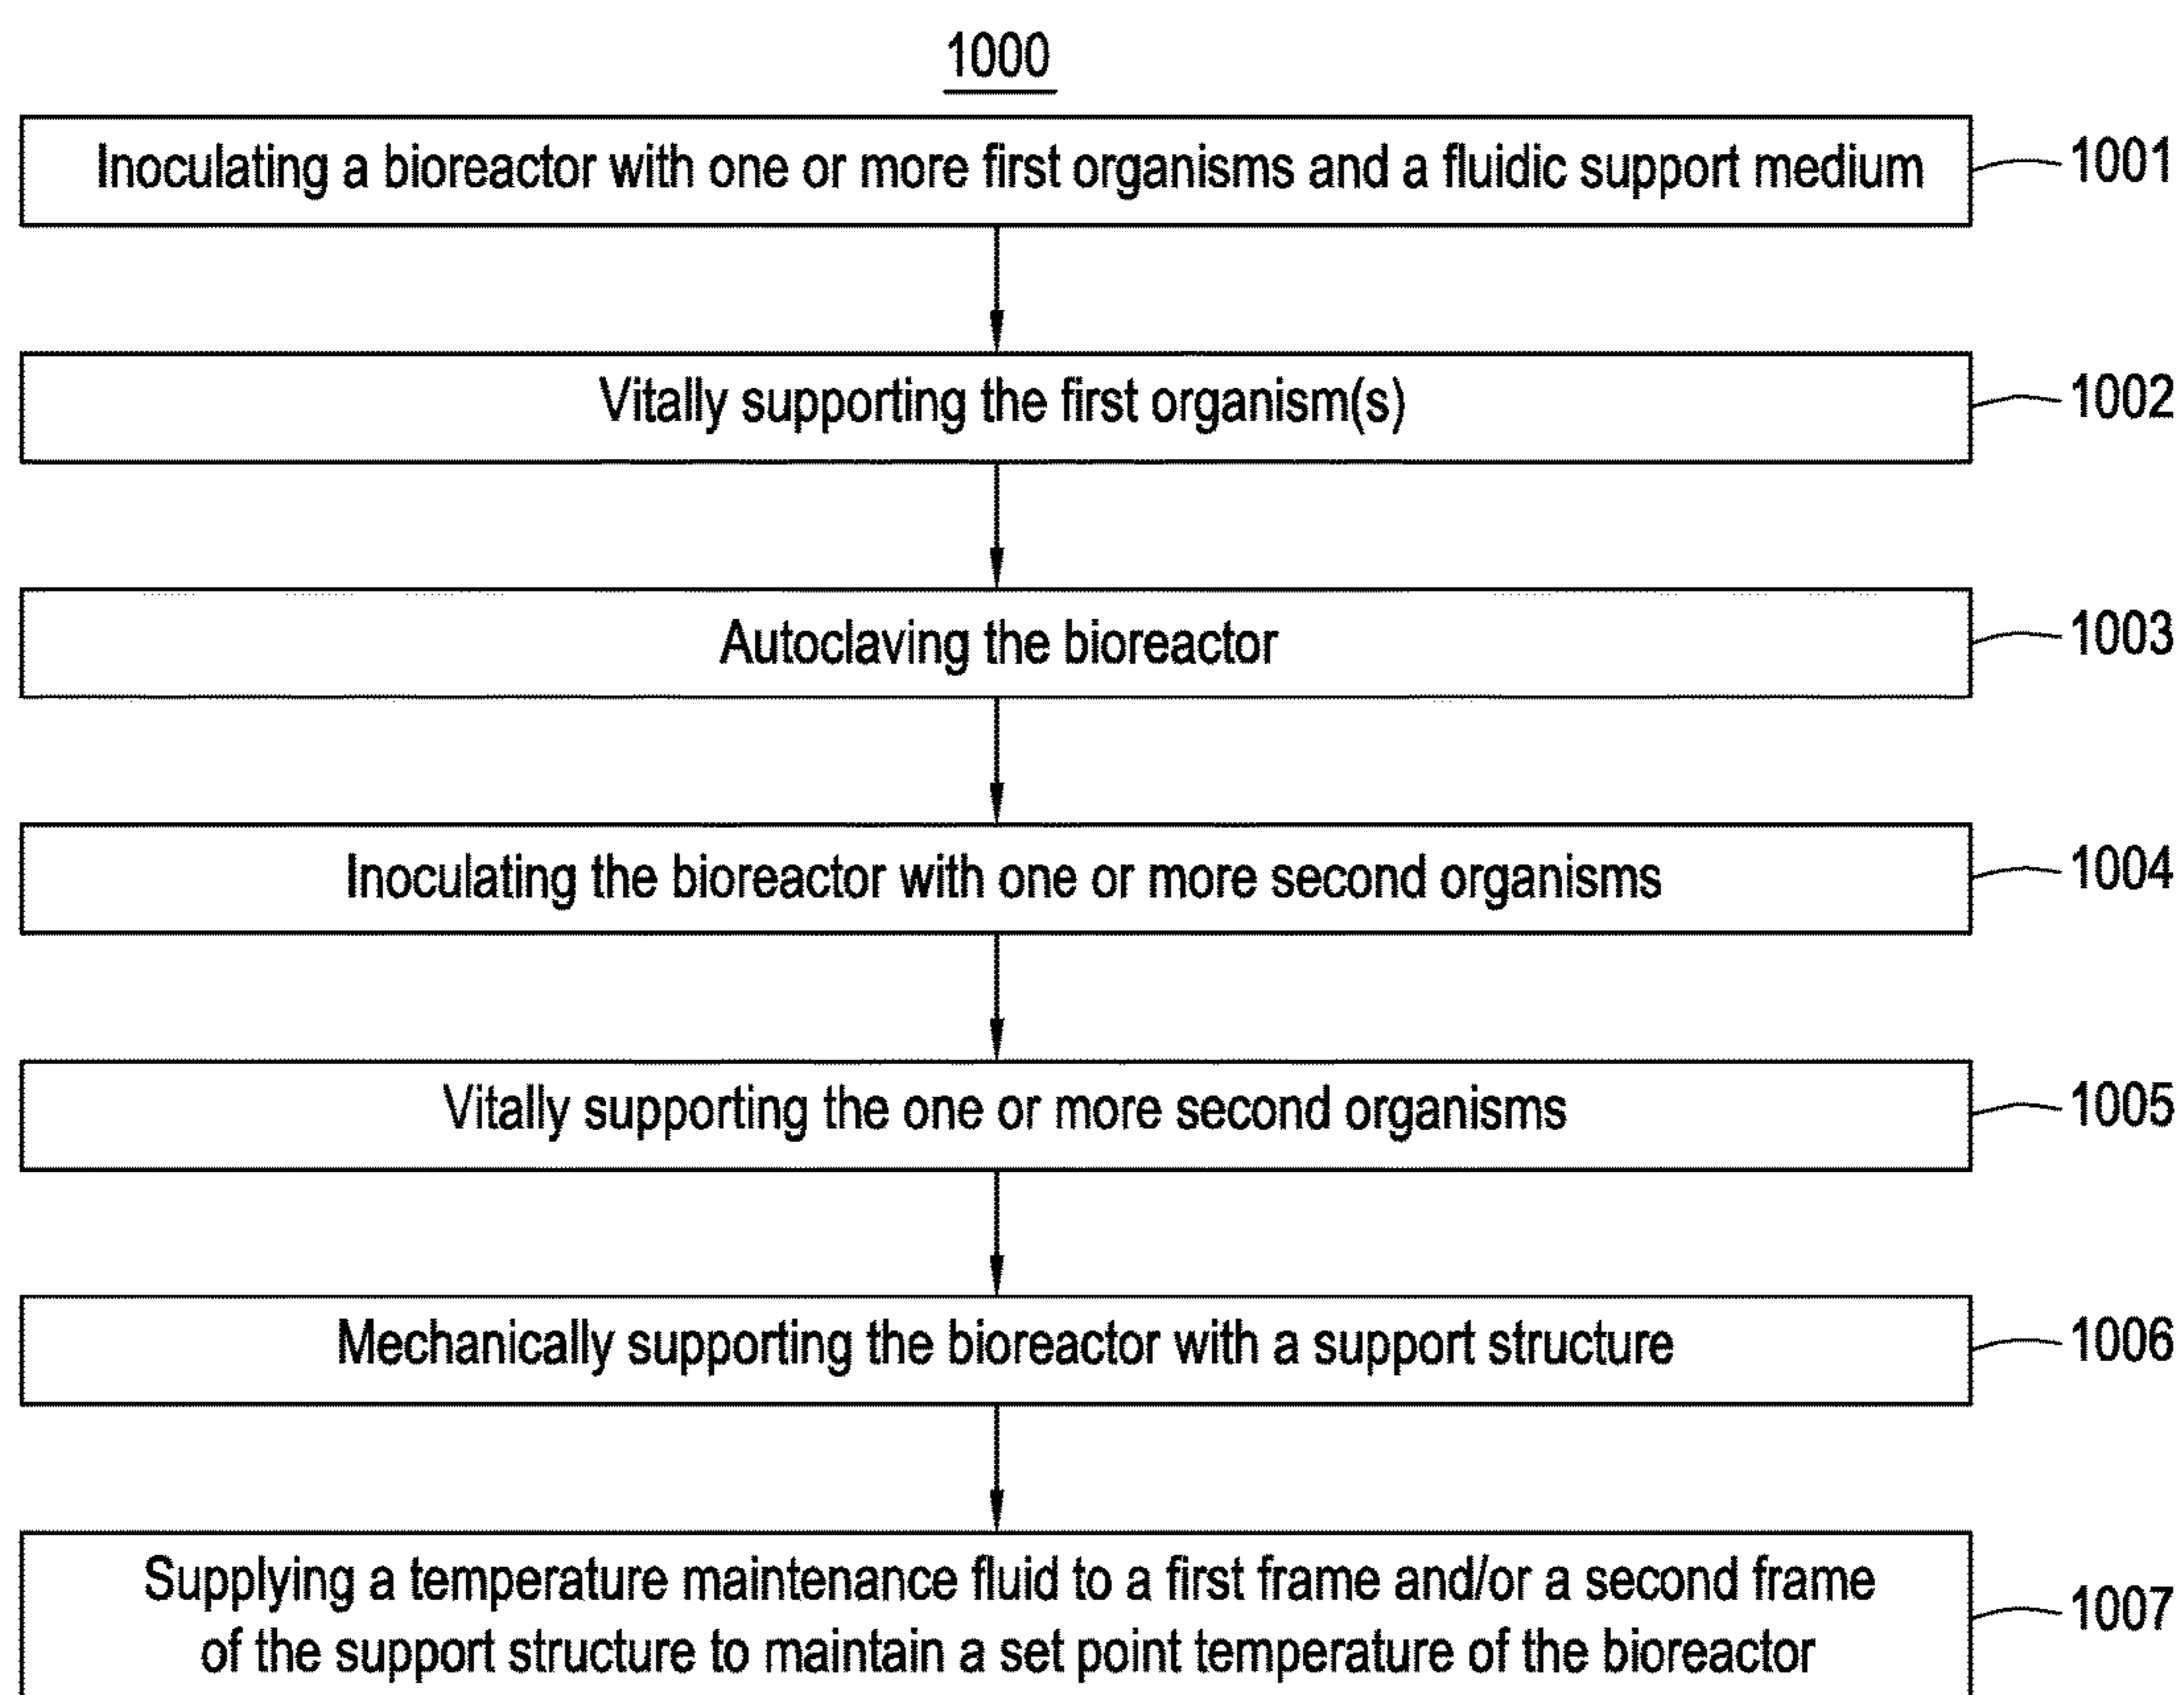 1000
Inoculating a bioreactor with one or more first organisms and a fluidic support medium
1001
Vitally supporting the first organism(s)
1002
Autoclaving the bioreactor
1003
Inoculating the bioreactor with one or more second organisms
1004
Vitally supporting the one or more second organisms
1005
Mechanically supporting the bioreactor with a support structure
1006
Supplying a temperature maintenance fluid to a first frame and/or a second frame
of the support structure to maintain a set point temperature of the bioreactor
1007